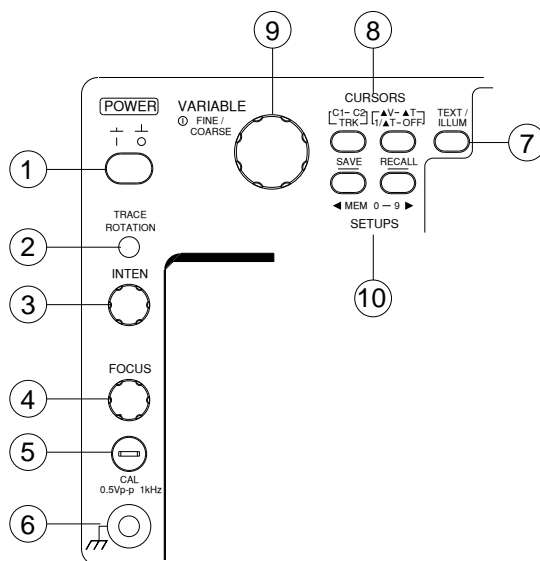 9
8
POWER
VARIABLE
FINE /
COARSE
CURSORS
C1– C2
TRK
▲V– ▲T
1/▲T–OFF
TEXT /
ILLUM
7
1
SAVE
RECALL
◀ MEM 0 – 9 ▶
SETUPS
TRACE
ROTATION
2
INTEN
3
10
FOCUS
4
5
CAL
0.5Vp-p 1kHz
6